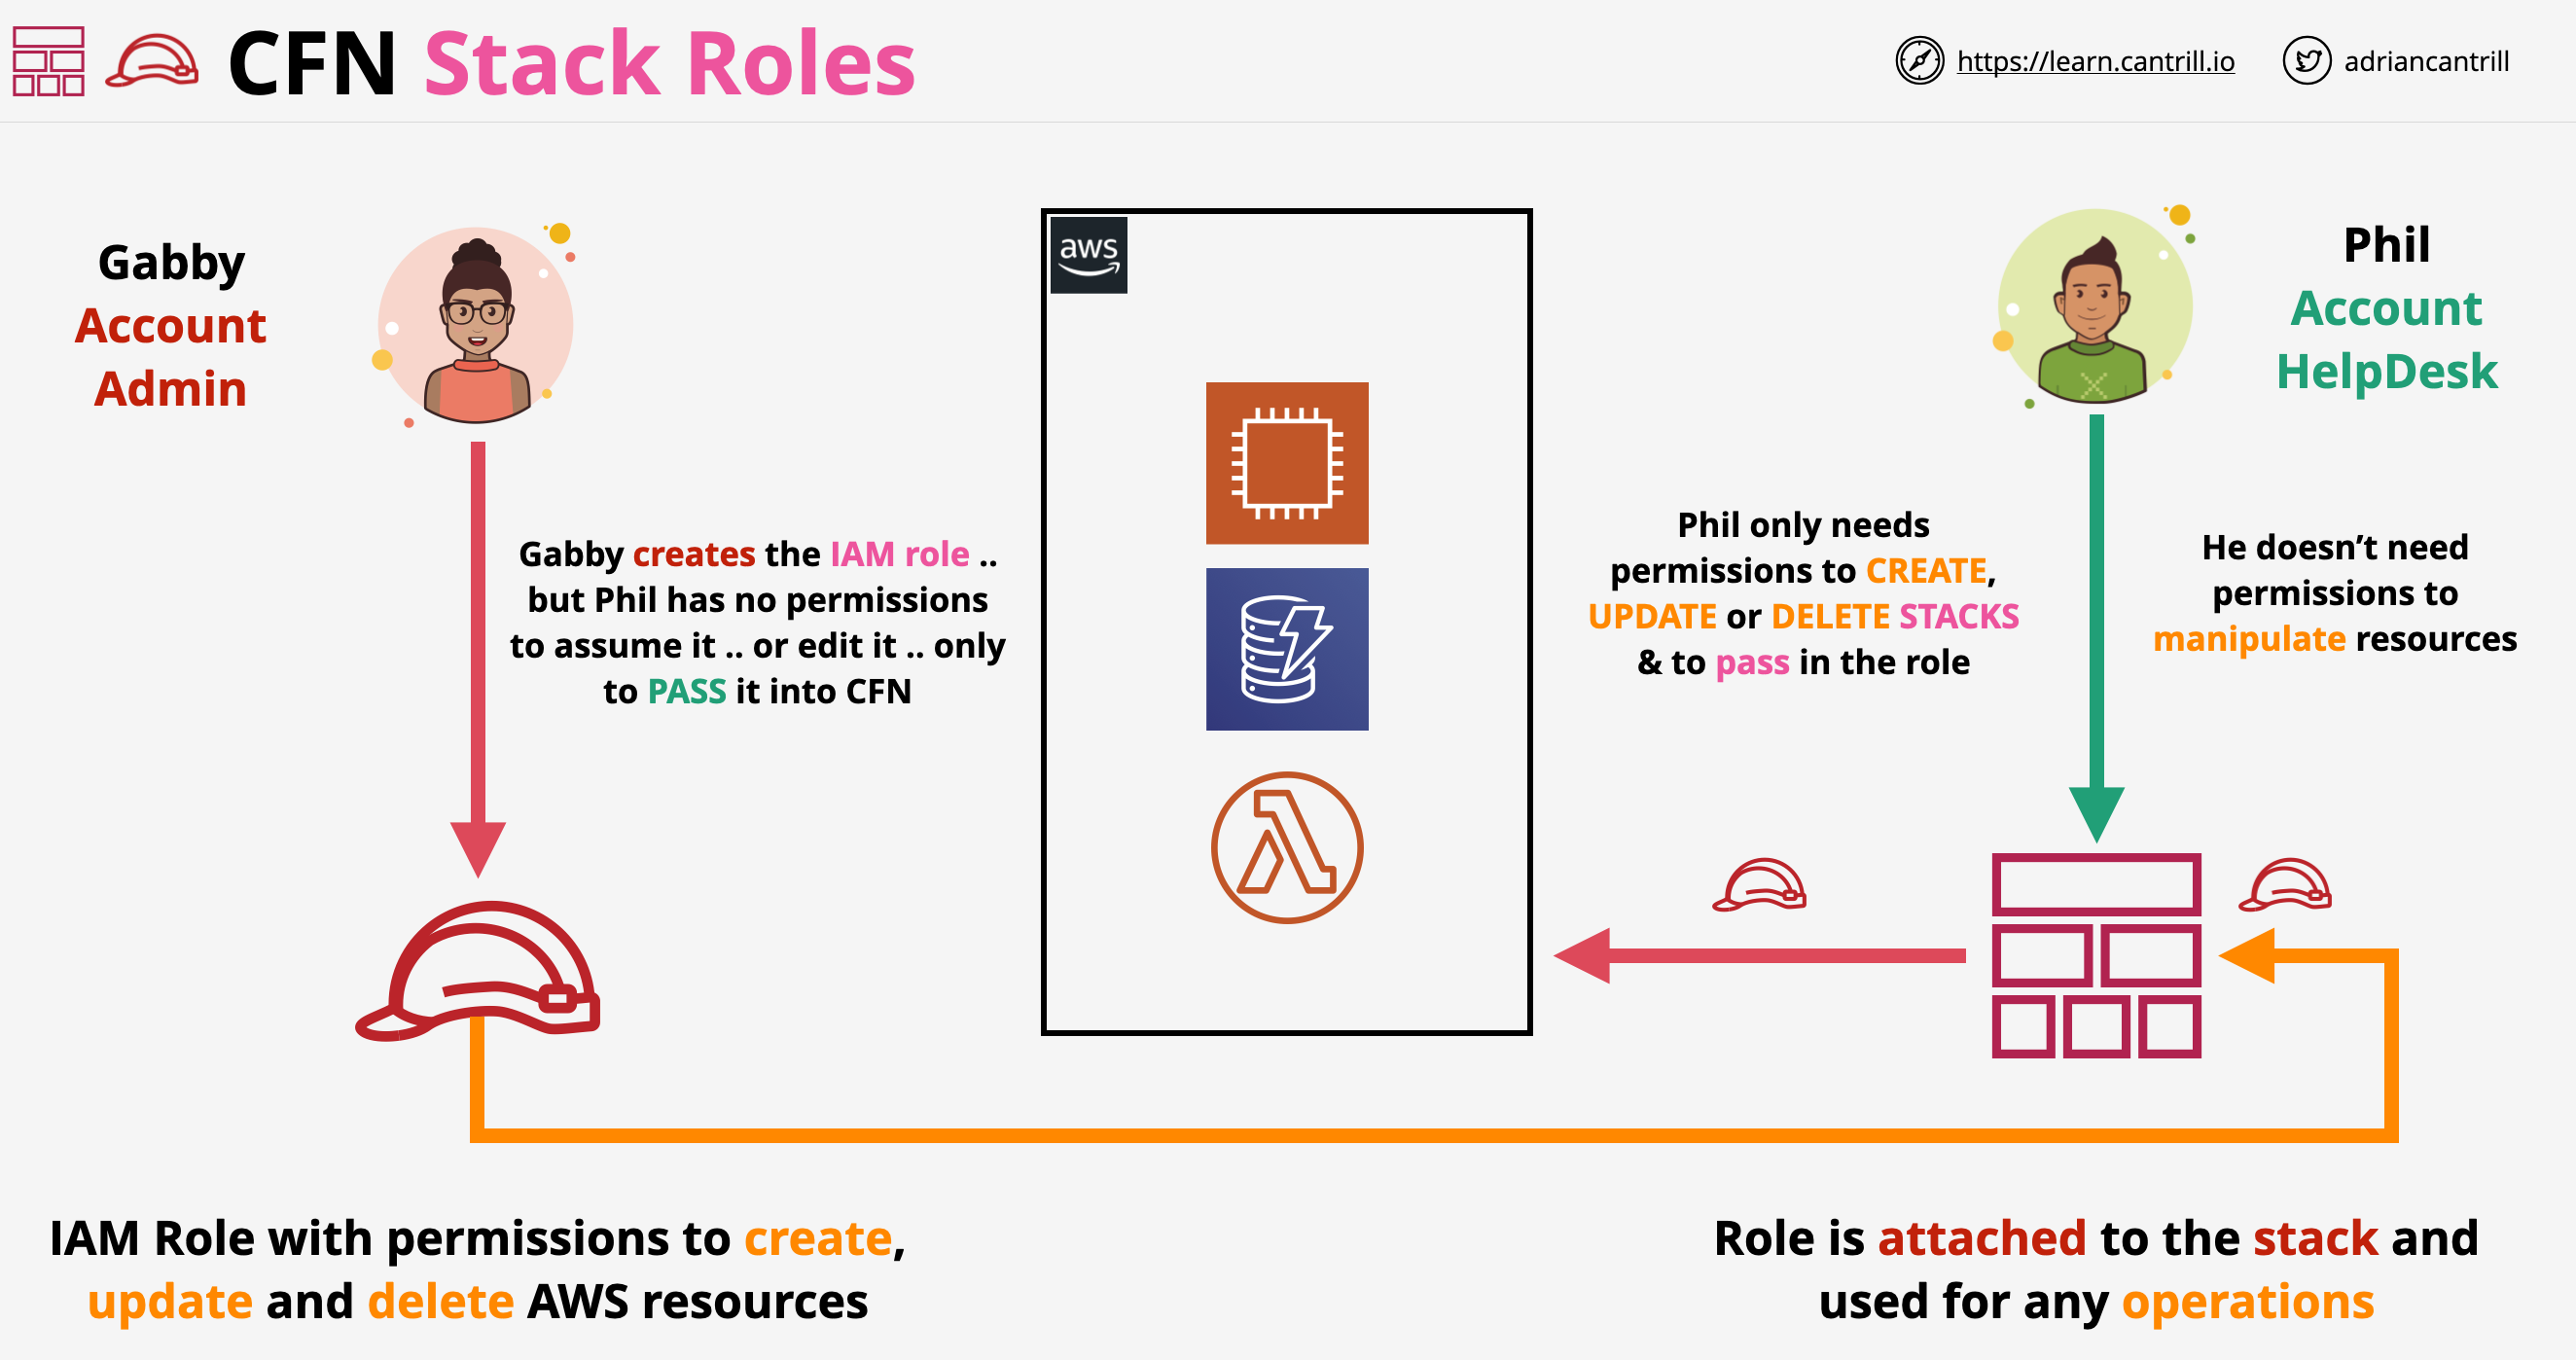 CFN Stack Roles
https://learn.cantrill.io
adriancantrill
Gabby
Account
Admin
aws
Phil
Account
HelpDesk
Gabby creates the IAM role ..
but Phil has no permissions
to assume it .. or edit it .. only
to PASS it into CFN
Phil only needs
permissions to CREATE,
UPDATE or DELETE STACKS
& to pass in the role
He doesn’t need
permissions to
manipulate resources
IAM Role with permissions to create,
update and delete AWS resources
Role is attached to the stack and
used for any operations